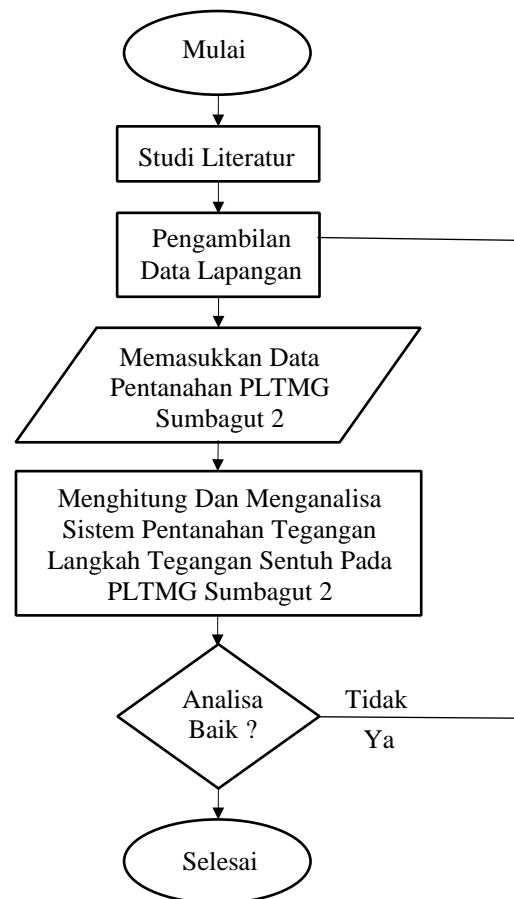 Mulai
Studi Literatur
Pengambilan
Data Lapangan
Memasukkan Data
Pentanahan PLTMG
Sumbagut 2
Menghitung Dan Menganalisa
Sistem Pentanahan Tegangan
Langkah Tegangan Sentuh Pada
PLTMG Sumbagut 2
Analisa
Baik ?
Tidak
Ya
Selesai